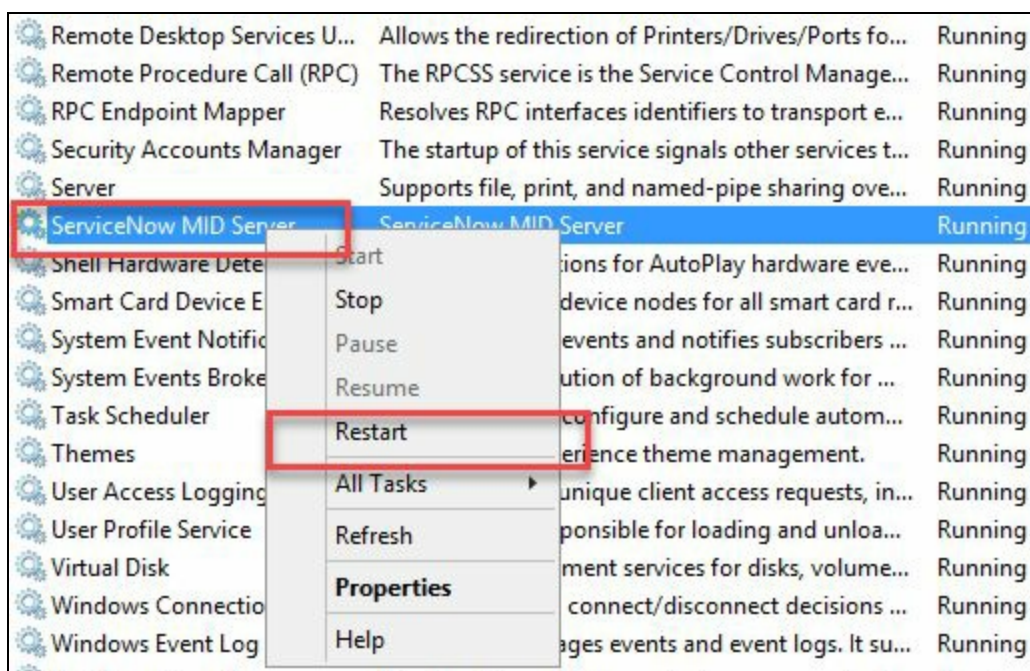 Remote Desktop Services U... Allows the redirection of Printers/Drives/Ports fo... Running
Remote Procedure Call (RPC) The RPCSS service is the Service Control Manage... Running
RPC Endpoint Mapper Resolves RPC interfaces identifiers to transport e... Running
Security Accounts Manager The startup of this service signals other services t... Running
Server Supports file, print, and named-pipe sharing ove... Running
ServiceNow MID Server ServiceNow MID Server Running
Shell Hardware Dete Start ions for AutoPlay hardware eve... Running
Smart Card Device E Stop device nodes for all smart card r... Running
System Event Notific Pause events and notifies subscribers ... Running
System Events Broke Resume ution of background work for ... Running
Task Scheduler Restart configure and schedule autom... Running
Themes erience theme management. Running
User Access Logging All Tasks unique client access requests, in... Running
User Profile Service Refresh ponsible for loading and unloa... Running
Virtual Disk Properties ment services for disks, volume... Running
Windows Connectio connect/disconnect decisions ... Running
Windows Event Log Help ages events and event logs. It su... Running